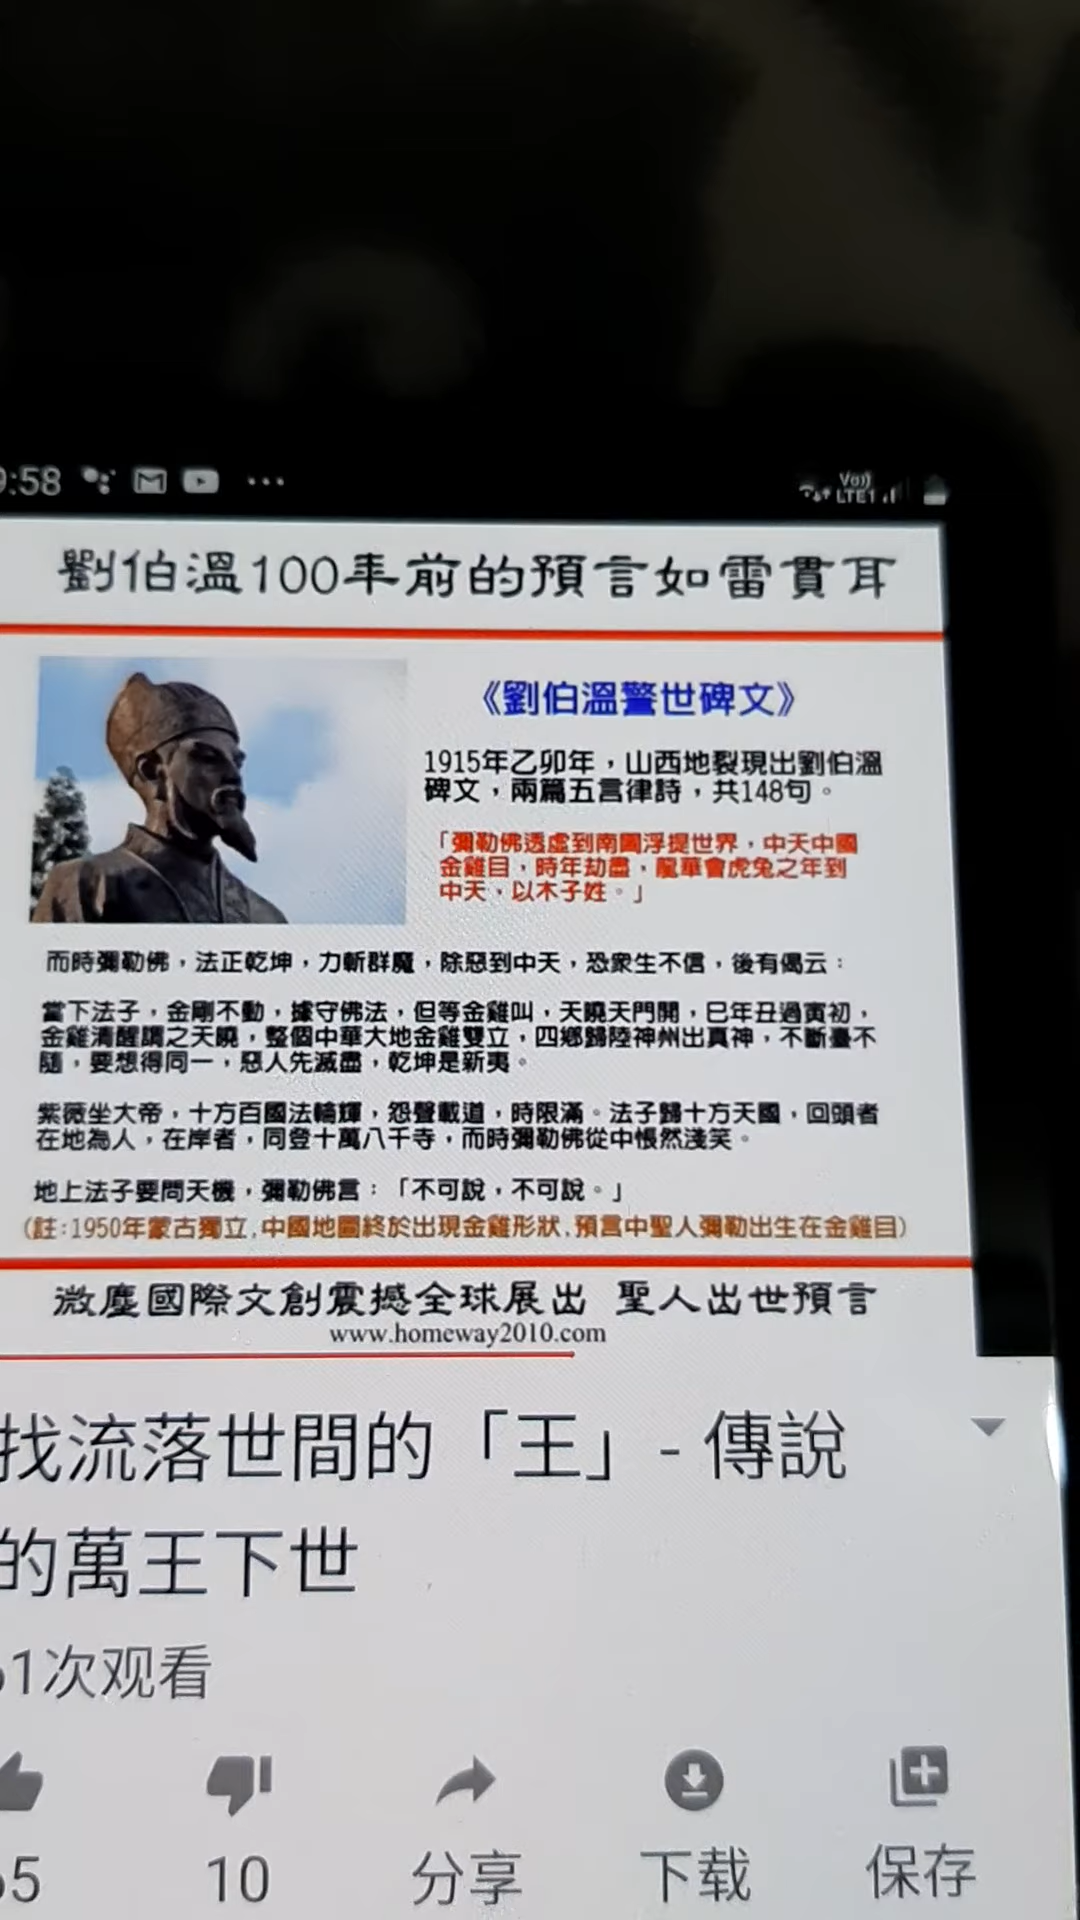 9:58
Vo))
LTE1
劉伯溫100年前的預言如雷貫耳
《劉伯溫警世碑文》
1915年乙卯年，山西地裂現出劉伯溫
碑文，兩篇五言律詩，共148句。
「彌勒佛透虛到南閻浮提世界，中天中國
金雞目，時年劫盡，龍華會虎兔之年到
中天，以木子姓。」
而時彌勒佛，法正乾坤，力斬群魔，除惡到中天，恐眾生不信，後有偈云：
當下法子，金剛不動，據守佛法，但等金雞叫，天曉天門開，巳年丑過寅初，
金雞清醒謂之天曉，整個中華大地金雞雙立，四鄉歸陸神州出真神，不斷臺不
隨，要想得同一，惡人先滅盡，乾坤是新夷。
紫薇坐大帝，十方百國法輪輝，怨聲載道，時限滿。法子歸十方天國，回頭者
在地為人，在岸者，同登十萬八千寺，而時彌勒佛從中悵然淺笑。
地上法子要問天機，彌勒佛言：「不可說，不可說。」
(註:1950年蒙古獨立,中國地圖終於出現金雞形狀,預言中聖人彌勒出生在金雞目)
微塵國際文創震撼全球展出 聖人出世預言
www.homeway2010.com
找流落世間的「王」- 傳說
的萬王下世
1次观看
5
10
分享
下载
保存